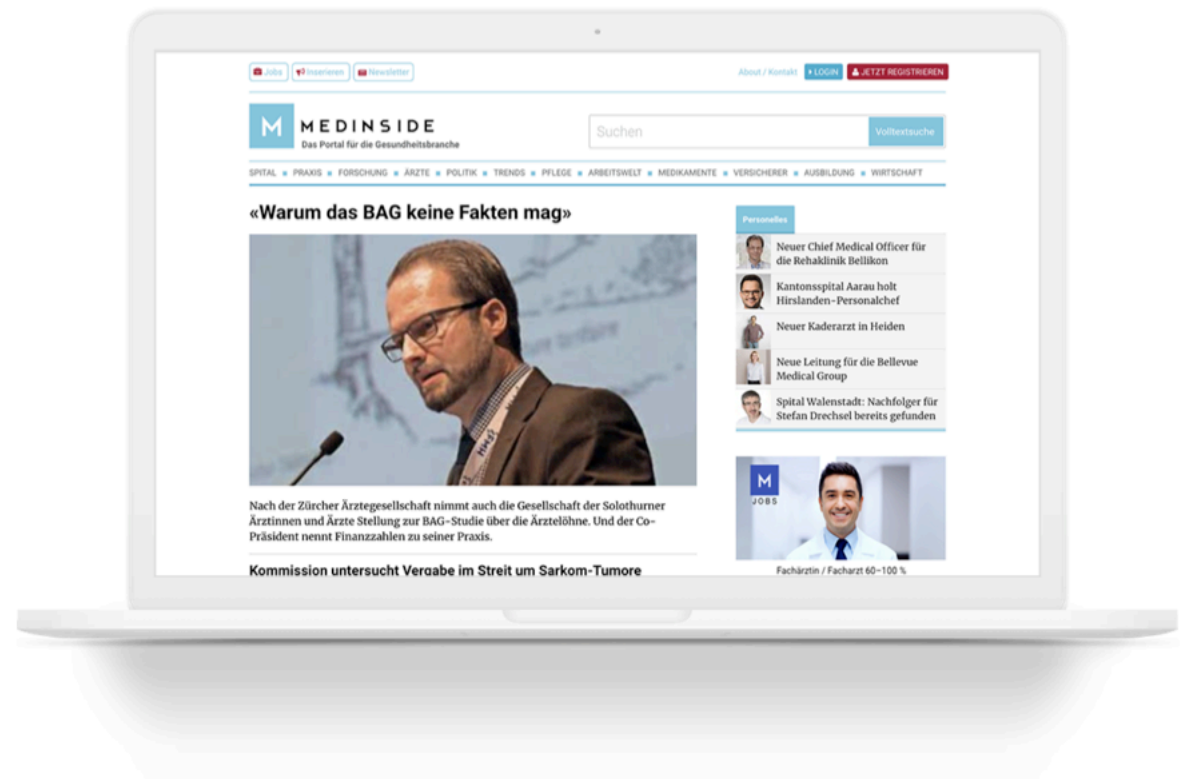 Jobs
Inserieren
Newsletter
About / Kontakt
LOGIN
JETZT REGISTRIEREN
M
MEDINSIDE
Das Portal für die Gesundheitsbranche
Suchen
Volltextsuche
SPITAL PRAXIS FORSCHUNG ÄRZTE POLITIK TRENDS PFLEGE ARBEITSWELT MEDIKAMENTE VERSICHERER AUSBILDUNG WIRTSCHAFT
«Warum das BAG keine Fakten mag»
Nach der Zürcher Ärztegesellschaft nimmt auch die Gesellschaft der Solothurner
Ärztinnen und Ärzte Stellung zur BAG-Studie über die Ärztelöhne. Und der Co-
Präsident nennt Finanzzahlen zu seiner Praxis.
Kommission untersucht Vergabe im Streit um Sarkom-Tumore
Personelles
Neuer Chief Medical Officer für
die Rehaklinik Bellikon
Kantonsspital Aarau holt
Hirslanden-Personalchef
Neuer Kaderarzt in Heiden
Neue Leitung für die Bellevue
Medical Group
Spital Walenstadt: Nachfolger für
Stefan Drechsel bereits gefunden
M
JOBS
Fachärztin / Facharzt 60–100 %